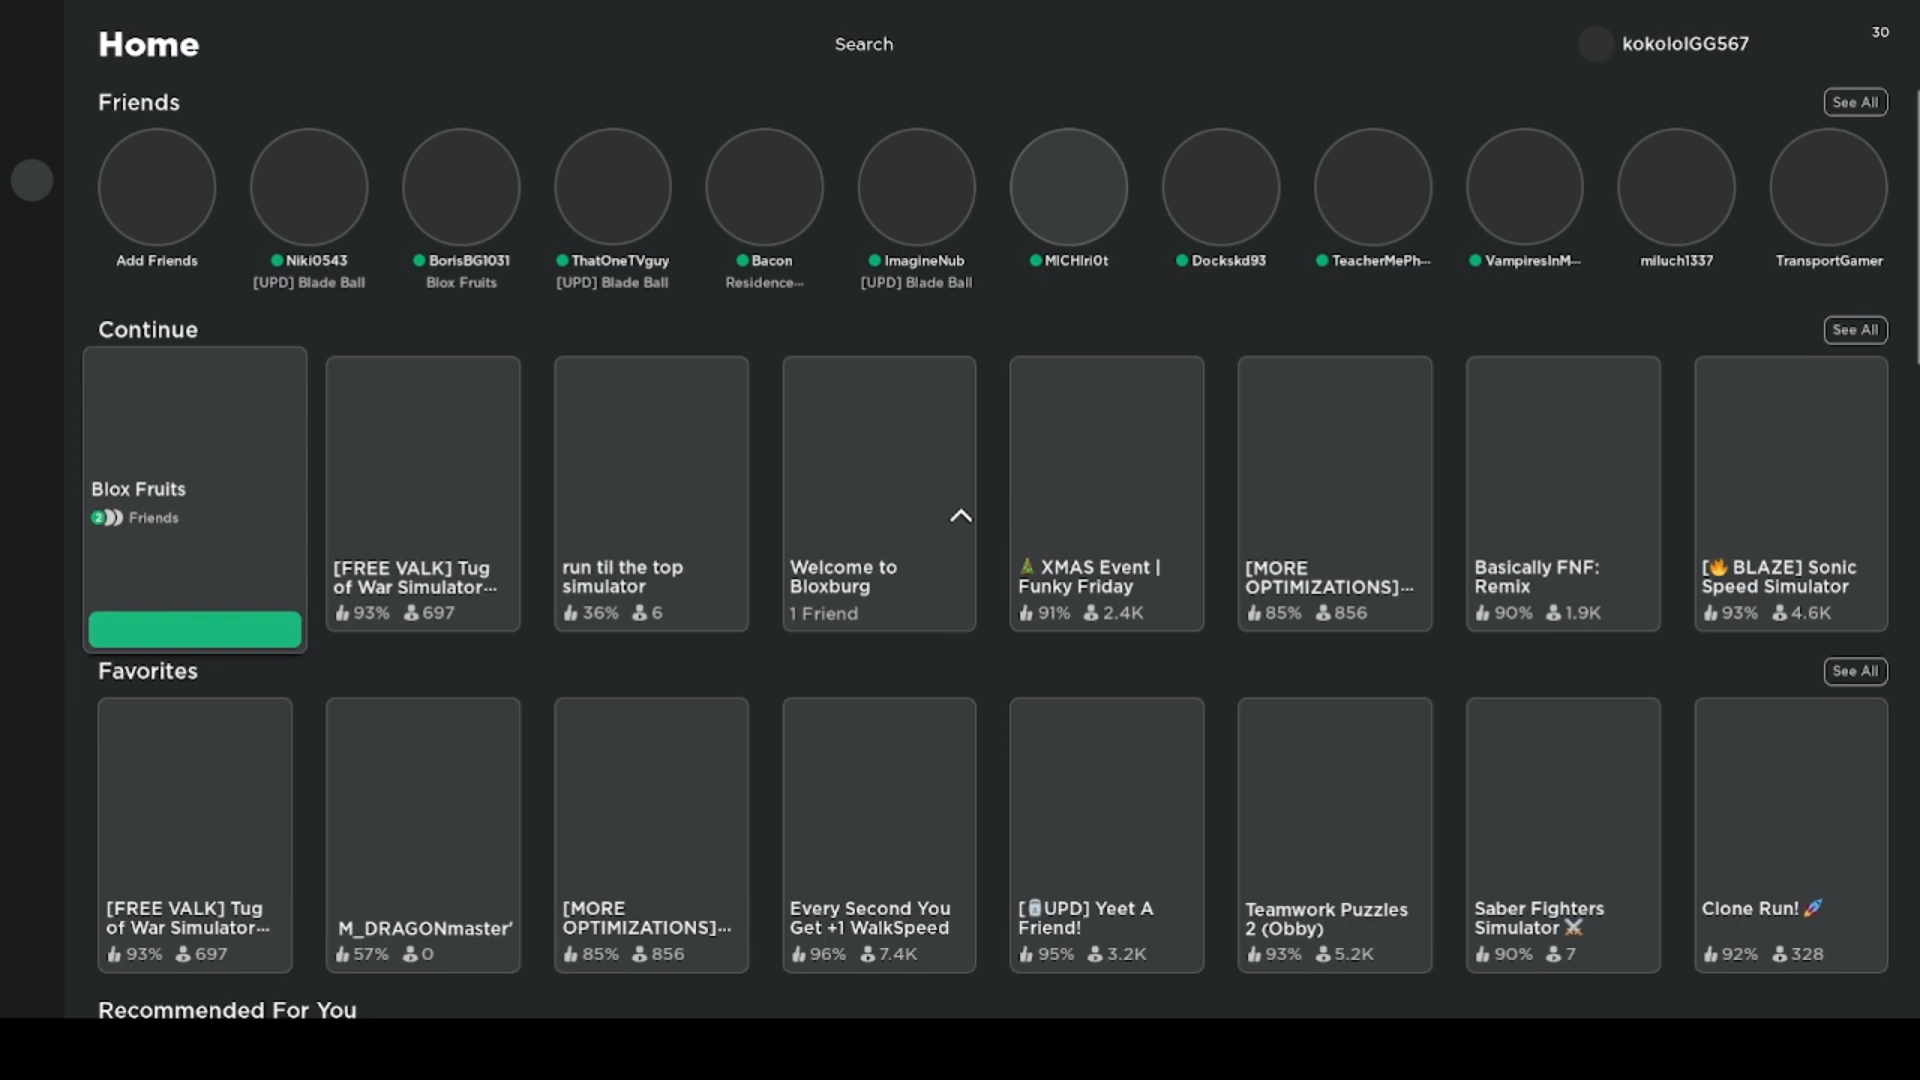 Home
Search
kokololGG567
30
Friends
See All
Add Friends
Niki0543
BorisBG1031
ThatOneTVguy
Bacon
ImagineNub
MICHIri0t
Dockskd93
TeacherMePh...
VampiresInM...
miluch1337
TransportGamer
[UPD] Blade Ball
Blox Fruits
[UPD] Blade Ball
Residence...
[UPD] Blade Ball
Continue
See All
Blox Fruits
2 Friends
[FREE VALK] Tug
of War Simulator...
93% 697
run til the top
simulator
36% 6
Welcome to
Bloxburg
1 Friend
🎄 XMAS Event |
Funky Friday
91% 2.4K
[MORE
OPTIMIZATIONS]...
85% 856
Basically FNF:
Remix
90% 1.9K
[🔥 BLAZE] Sonic
Speed Simulator
93% 4.6K
Favorites
See All
[FREE VALK] Tug
of War Simulator...
93% 697
M_DRAGONmaster'
57% 0
[MORE
OPTIMIZATIONS]...
85% 856
Every Second You
Get +1 WalkSpeed
96% 7.4K
[UPD] Yeet A
Friend!
95% 3.2K
Teamwork Puzzles
2 (Obby)
93% 5.2K
Saber Fighters
Simulator ⚔️
90% 7
Clone Run! 🚀
92% 328
Recommended For You